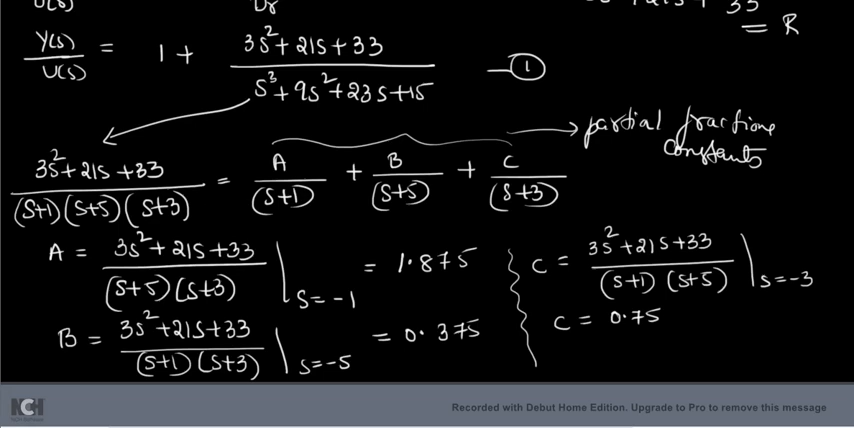 Y(s)/U(s) = 1 + (3s² + 21s + 33)/(s³ + 9s² + 23s + 15) —①
(3s² + 21s + 33)/((s+1)(s+5)(s+3)) = A/(s+1) + B/(s+5) + C/(s+3) → partial fractions constants
A = (3s² + 21s + 33)/((s+5)(s+3)) |s=-1 = 1.875
B = (3s² + 21s + 33)/((s+1)(s+3)) |s=-5 = 0.375
C = (3s² + 21s + 33)/((s+1)(s+5)) |s=-3
C = 0.75
= R
NCH
Recorded with Debut Home Edition. Upgrade to Pro to remove this message